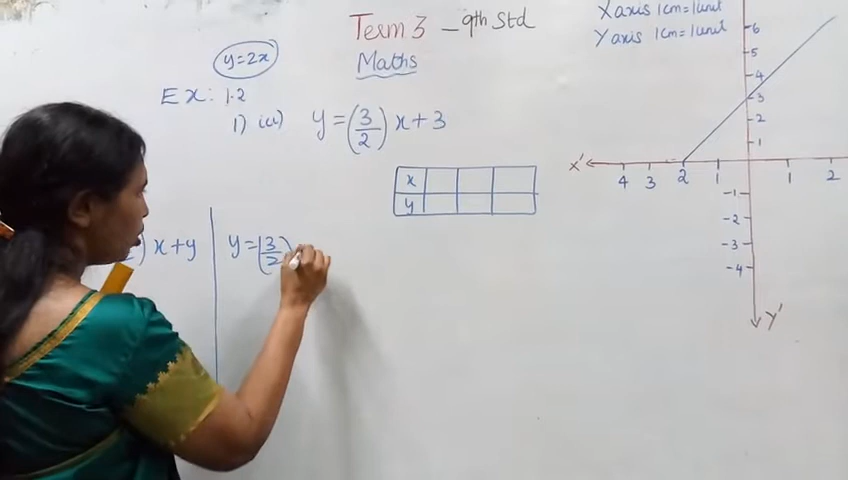 Term 3 - 9th Std
Maths
y=2x
Ex: 1.2
1) iv) y=(3/2) x+3
x
y
) x+y
y=(3/2)
X axis 1cm=1unit
Y axis 1cm=1unit
6
5
4
3
2
1
x' 4 3 2 1 1 2
-1
-2
-3
-4
y'